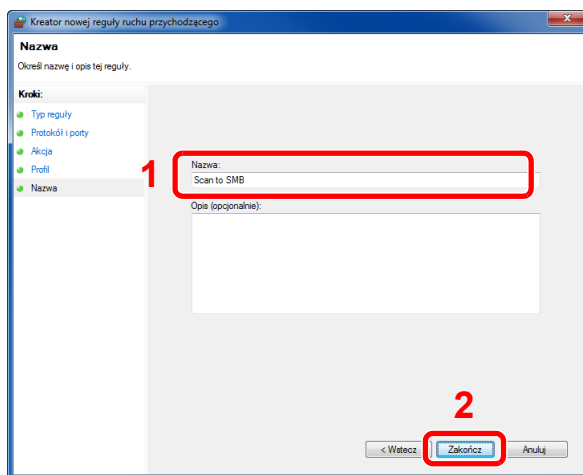 Kreator nowej reguły ruchu przychodzącego
Nazwa
Określ nazwę i opis tej reguły.
Kroki:
Typ reguły
Protokół i porty
Akcja
Profil
Nazwa
1
Nazwa:
Scan to SMB
Opis (opcjonalnie):
2
< Wstecz
Zakończ
Anuluj